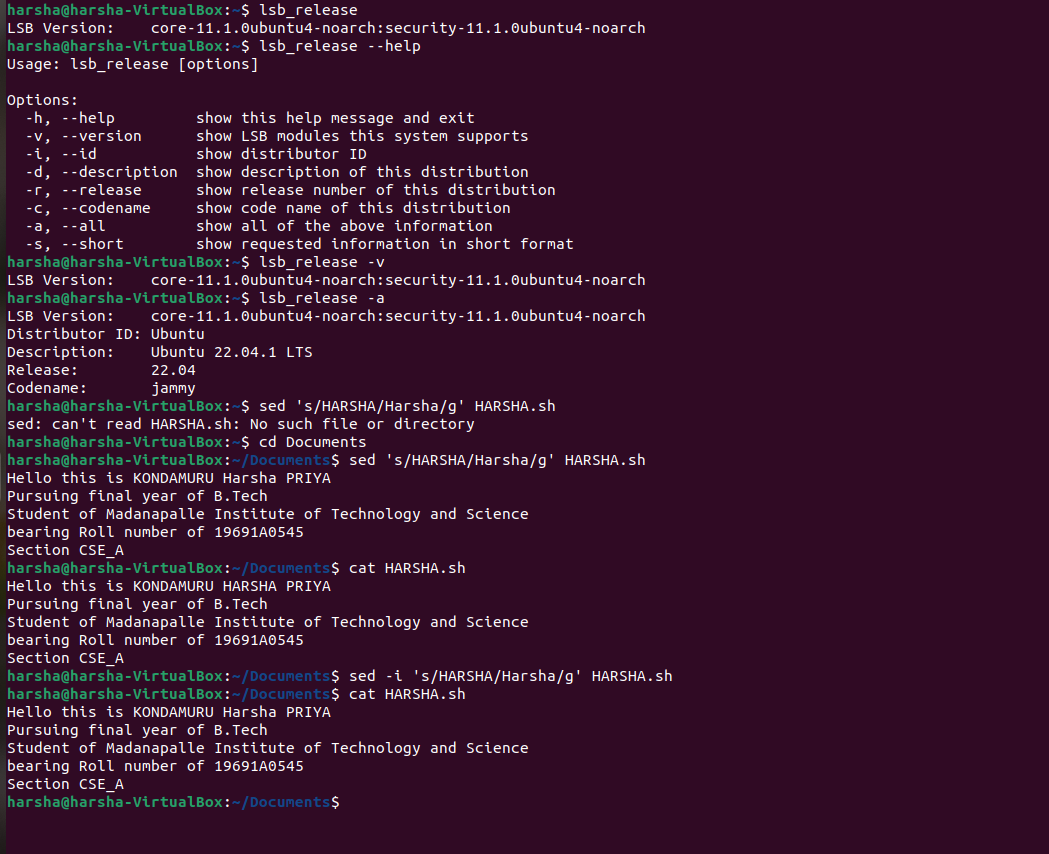 harsha@harsha-VirtualBox:~$ lsb_release
LSB Version:    core-11.1.0ubuntu4-noarch:security-11.1.0ubuntu4-noarch
harsha@harsha-VirtualBox:~$ lsb_release --help
Usage: lsb_release [options]

Options:
  -h, --help         show this help message and exit
  -v, --version      show LSB modules this system supports
  -i, --id           show distributor ID
  -d, --description  show description of this distribution
  -r, --release      show release number of this distribution
  -c, --codename     show code name of this distribution
  -a, --all          show all of the above information
  -s, --short        show requested information in short format
harsha@harsha-VirtualBox:~$ lsb_release -v
LSB Version:    core-11.1.0ubuntu4-noarch:security-11.1.0ubuntu4-noarch
harsha@harsha-VirtualBox:~$ lsb_release -a
LSB Version:    core-11.1.0ubuntu4-noarch:security-11.1.0ubuntu4-noarch
Distributor ID: Ubuntu
Description:    Ubuntu 22.04.1 LTS
Release:        22.04
Codename:       jammy
harsha@harsha-VirtualBox:~$ sed 's/HARSHA/Harsha/g' HARSHA.sh
sed: can't read HARSHA.sh: No such file or directory
harsha@harsha-VirtualBox:~$ cd Documents
harsha@harsha-VirtualBox:~/Documents$ sed 's/HARSHA/Harsha/g' HARSHA.sh
Hello this is KONDAMURU Harsha PRIYA
Pursuing final year of B.Tech
Student of Madanapalle Institute of Technology and Science
bearing Roll number of 19691A0545
Section CSE_A
harsha@harsha-VirtualBox:~/Documents$ cat HARSHA.sh
Hello this is KONDAMURU HARSHA PRIYA
Pursuing final year of B.Tech
Student of Madanapalle Institute of Technology and Science
bearing Roll number of 19691A0545
Section CSE_A
harsha@harsha-VirtualBox:~/Documents$ sed -i 's/HARSHA/Harsha/g' HARSHA.sh
harsha@harsha-VirtualBox:~/Documents$ cat HARSHA.sh
Hello this is KONDAMURU Harsha PRIYA
Pursuing final year of B.Tech
Student of Madanapalle Institute of Technology and Science
bearing Roll number of 19691A0545
Section CSE_A
harsha@harsha-VirtualBox:~/Documents$